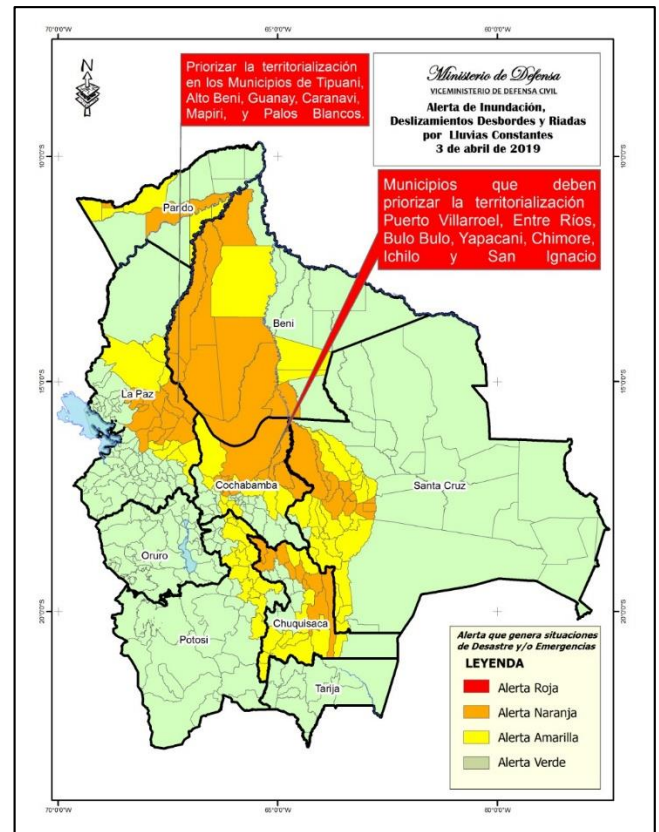 70°0'0"O
65°0'0"O
60°0'0"O
N
Priorizar la territorialización
en los Municipios de Tipuani,
Alto Beni, Guanay, Caranavi,
Mapiri, y Palos Blancos.
Ministerio de Defensa
VICEMINISTERIO DE DEFENSA CIVIL
Alerta de Inundación,
Deslizamientos Desbordes y Riadas
por Lluvias Constantes
3 de abril de 2019
10°0'0"S
10°0'0"S
Municipios que deben
priorizar la territorialización
Puerto Villarroel, Entre Ríos,
Bulo Bulo, Yapacani, Chimore,
Ichilo y San Ignacio
Pando
Beni
15°0'0"S
15°0'0"S
La Paz
Cochabamba
Santa Cruz
Oruro
20°0'0"S
20°0'0"S
Chuquisaca
Potosi
Tarija
Alerta que genera situaciones
de Desastre y/o Emergencias
LEYENDA
Alerta Roja
Alerta Naranja
Alerta Amarilla
Alerta Verde
70°0'0"O
65°0'0"O
60°0'0"O